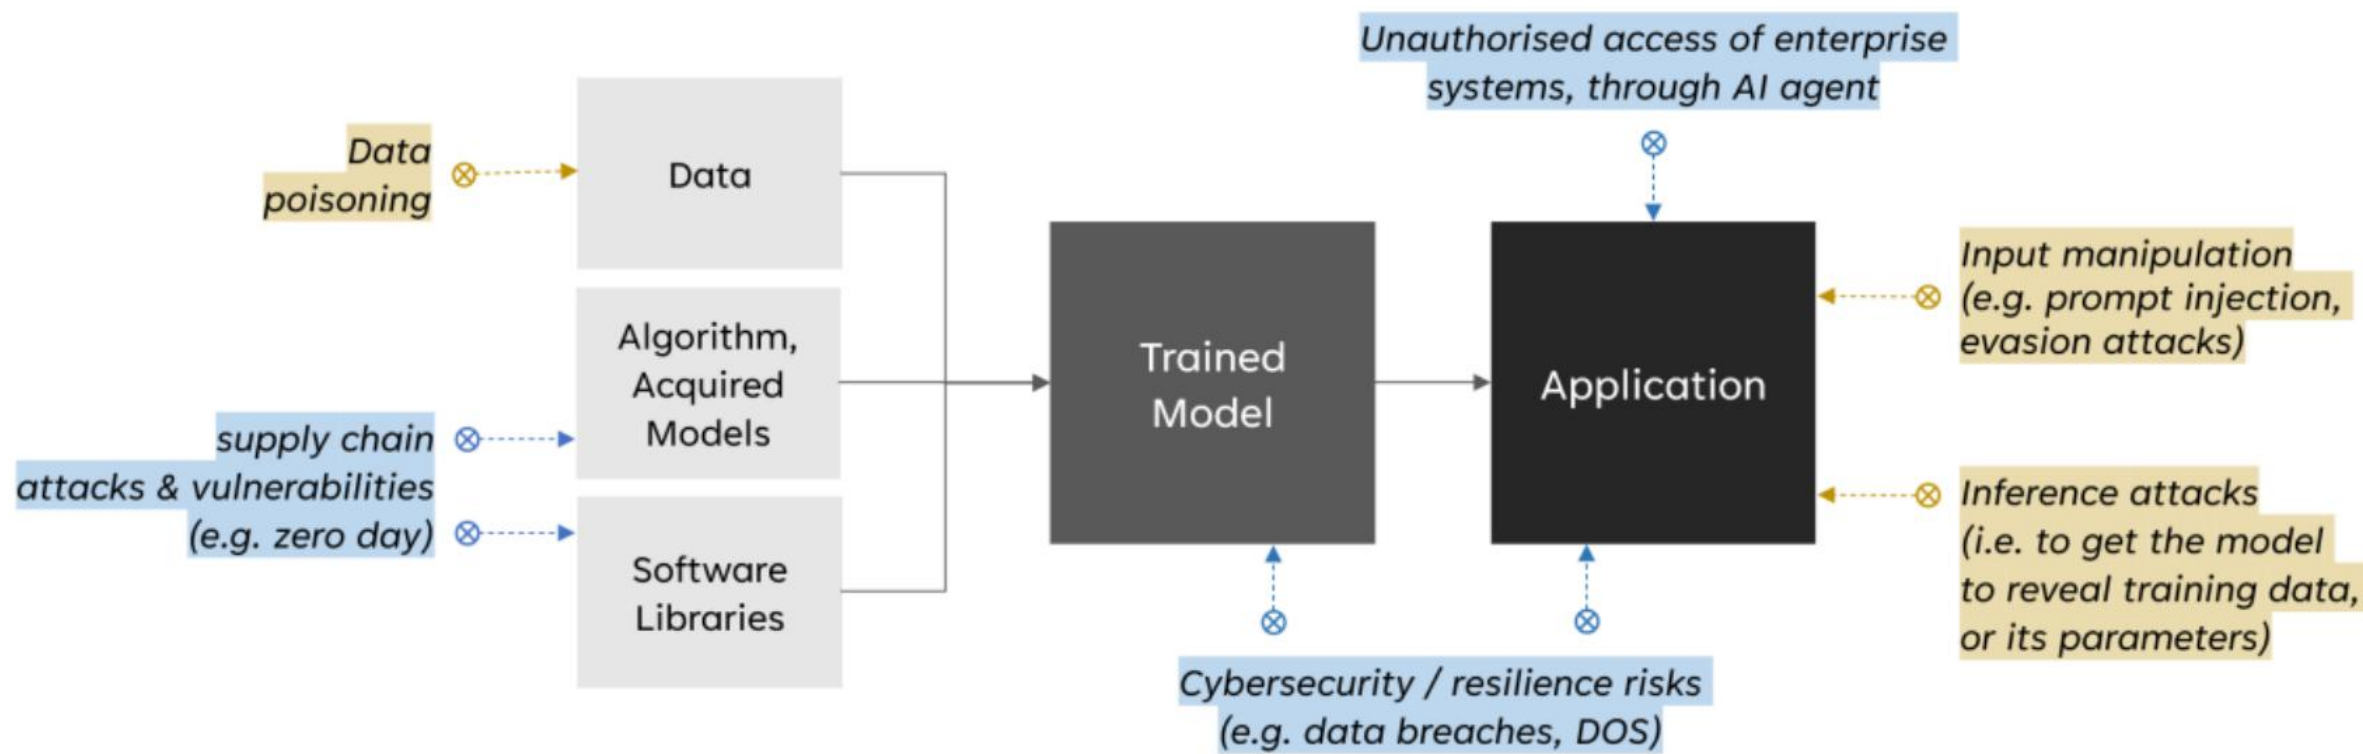 Unauthorised access of enterprise
systems, through AI agent
Data
poisoning
Data
Algorithm,
Acquired
Models
supply chain
attacks & vulnerabilities
(e.g. zero day)
Software
Libraries
Trained
Model
Application
Input manipulation
(e.g. prompt injection,
evasion attacks)
Inference attacks
(i.e. to get the model
to reveal training data,
or its parameters)
Cybersecurity / resilience risks
(e.g. data breaches, DOS)